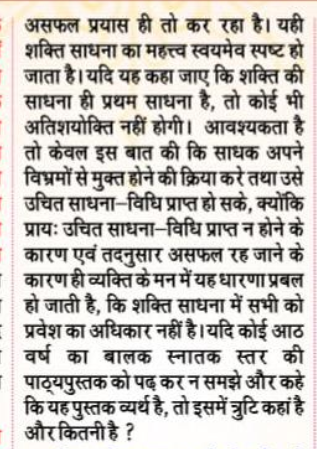 असफल प्रयास ही तो कर रहा है। यही
शक्ति साधना का महत्त्व स्वयमेव स्पष्ट हो
जाता है। यदि यह कहा जाए कि शक्ति की
साधना ही प्रथम साधना है, तो कोई भी
अतिशयोक्ति नहीं होगी। आवश्यकता है
तो केवल इस बात की कि साधक अपने
विभ्रमों से मुक्त होने की क्रिया करे तथा उसे
उचित साधना–विधि प्राप्त हो सके, क्योंकि
प्रायः उचित साधना–विधि प्राप्त न होने के
कारण एवं तदनुसार असफल रह जाने के
कारण ही व्यक्ति के मन में यह धारणा प्रबल
हो जाती है, कि शक्ति साधना में सभी को
प्रवेश का अधिकार नहीं है। यदि कोई आठ
वर्ष का बालक स्नातक स्तर की
पाठ्यपुस्तक को पढ़ कर न समझे और कहे
कि यह पुस्तक व्यर्थ है, तो इसमें त्रुटि कहां है
और कितनी है ?